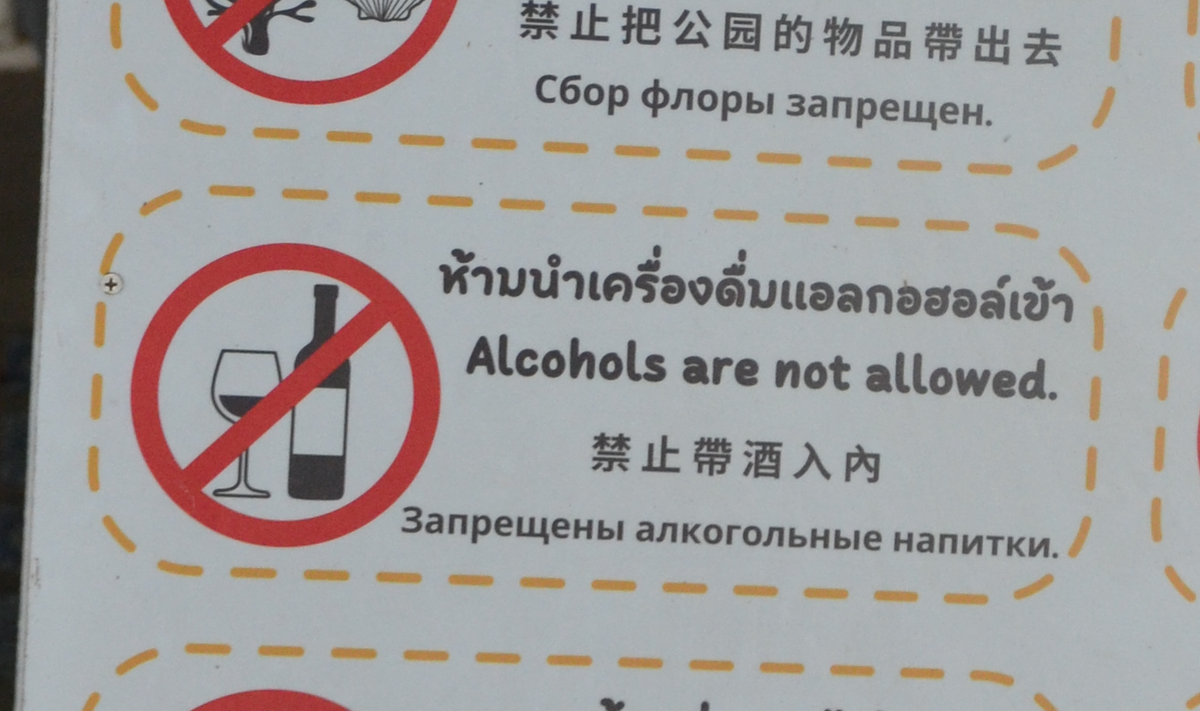 禁止把公园的物品帶出去
Сбор флоры запрещен.
ห้ามนำเครื่องดื่มแอลกอฮอล์เข้า
Alcohols are not allowed.
禁止帶酒入內
Запрещены алкогольные напитки.